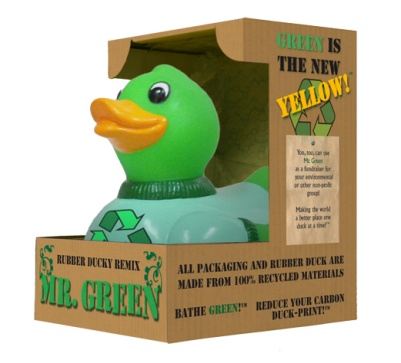 GREEN IS
THE NEW
YELLOW!™
You, too, can use
Mr. Green
as a fundraiser for
your environmental
or other non-profit
group!
Making the world
a better place one
duck at a time!™
RUBBER DUCKY REMIX
MR. GREEN
ALL PACKAGING AND RUBBER DUCK ARE
MADE FROM 100% RECYCLED MATERIALS
BATHE GREEN!™
REDUCE YOUR CARBON
DUCK-PRINT!™